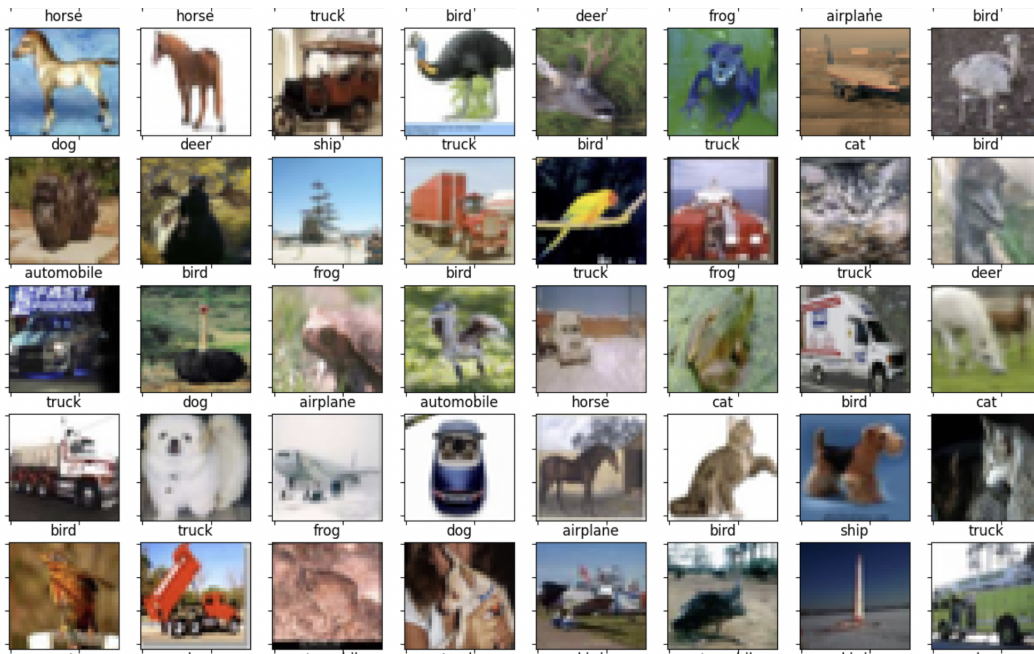 horse horse truck bird deer frog airplane bird
dog deer ship truck bird truck cat bird
automobile bird frog bird truck frog truck deer
truck dog airplane automobile horse cat bird cat
bird truck frog dog airplane bird ship truck